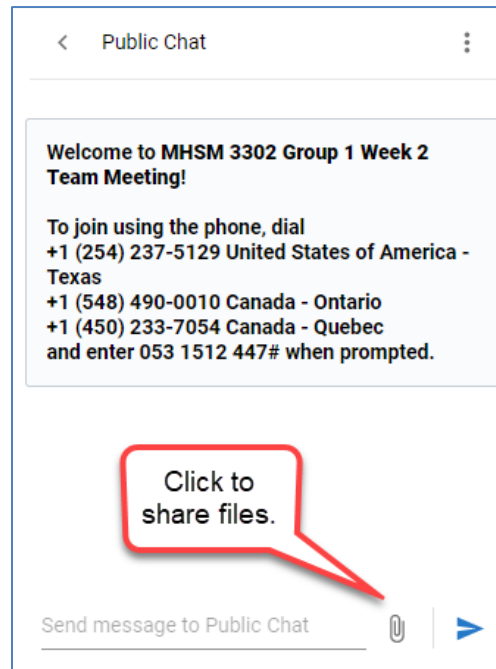 Public Chat
Welcome to MHSM 3302 Group 1 Week 2
Team Meeting!
To join using the phone, dial
+1 (254) 237-5129 United States of America -
Texas
+1 (548) 490-0010 Canada - Ontario
+1 (450) 233-7054 Canada - Quebec
and enter 053 1512 447# when prompted.
Click to
share files.
Send message to Public Chat